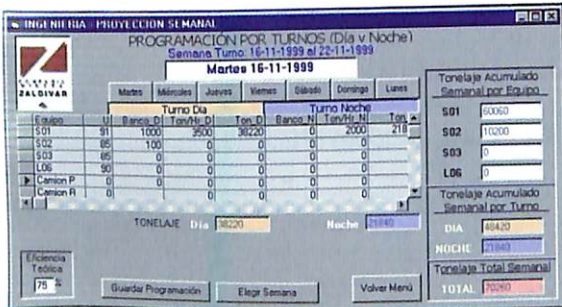 INGENIERIA - PROYECCION SEMANAL
PROGRAMACIÓN POR TURNOS (Día y Noche)
Semana Turno: 16-11-1999 al 22-11-1999
Martes 16-11-1999
ZALDIVAR
Martes Miércoles Jueves Viernes Sábado Domingo Lunes
Turno Día Turno Noche
Equipo U Banco_D Ton/Hr_D Ton_D Banco_N Ton/Hr_N Ton
S01 91 1000 3500 38220 0 2000 218
S02 85 100 0 0 0 0
S03 85 0 0 0 0 0
L06 90 0 0 0 0
Camion P 0 0 0 0 0 0
Camion R 0 0 0 0 0
TONELAJE Día 38220 Noche 21840
Eficiencia
Teórica
75 %
Guardar Programación Elegir Semana Volver Menú
Tonelaje Acumulado
Semanal por Equipo
S01 60060
S02 10200
S03 0
L06 0
Tonelaje Acumulado
Semanal por Turno
DIA 48420
NOCHE 21840
Tonelaje Total Semanal
TOTAL 70260